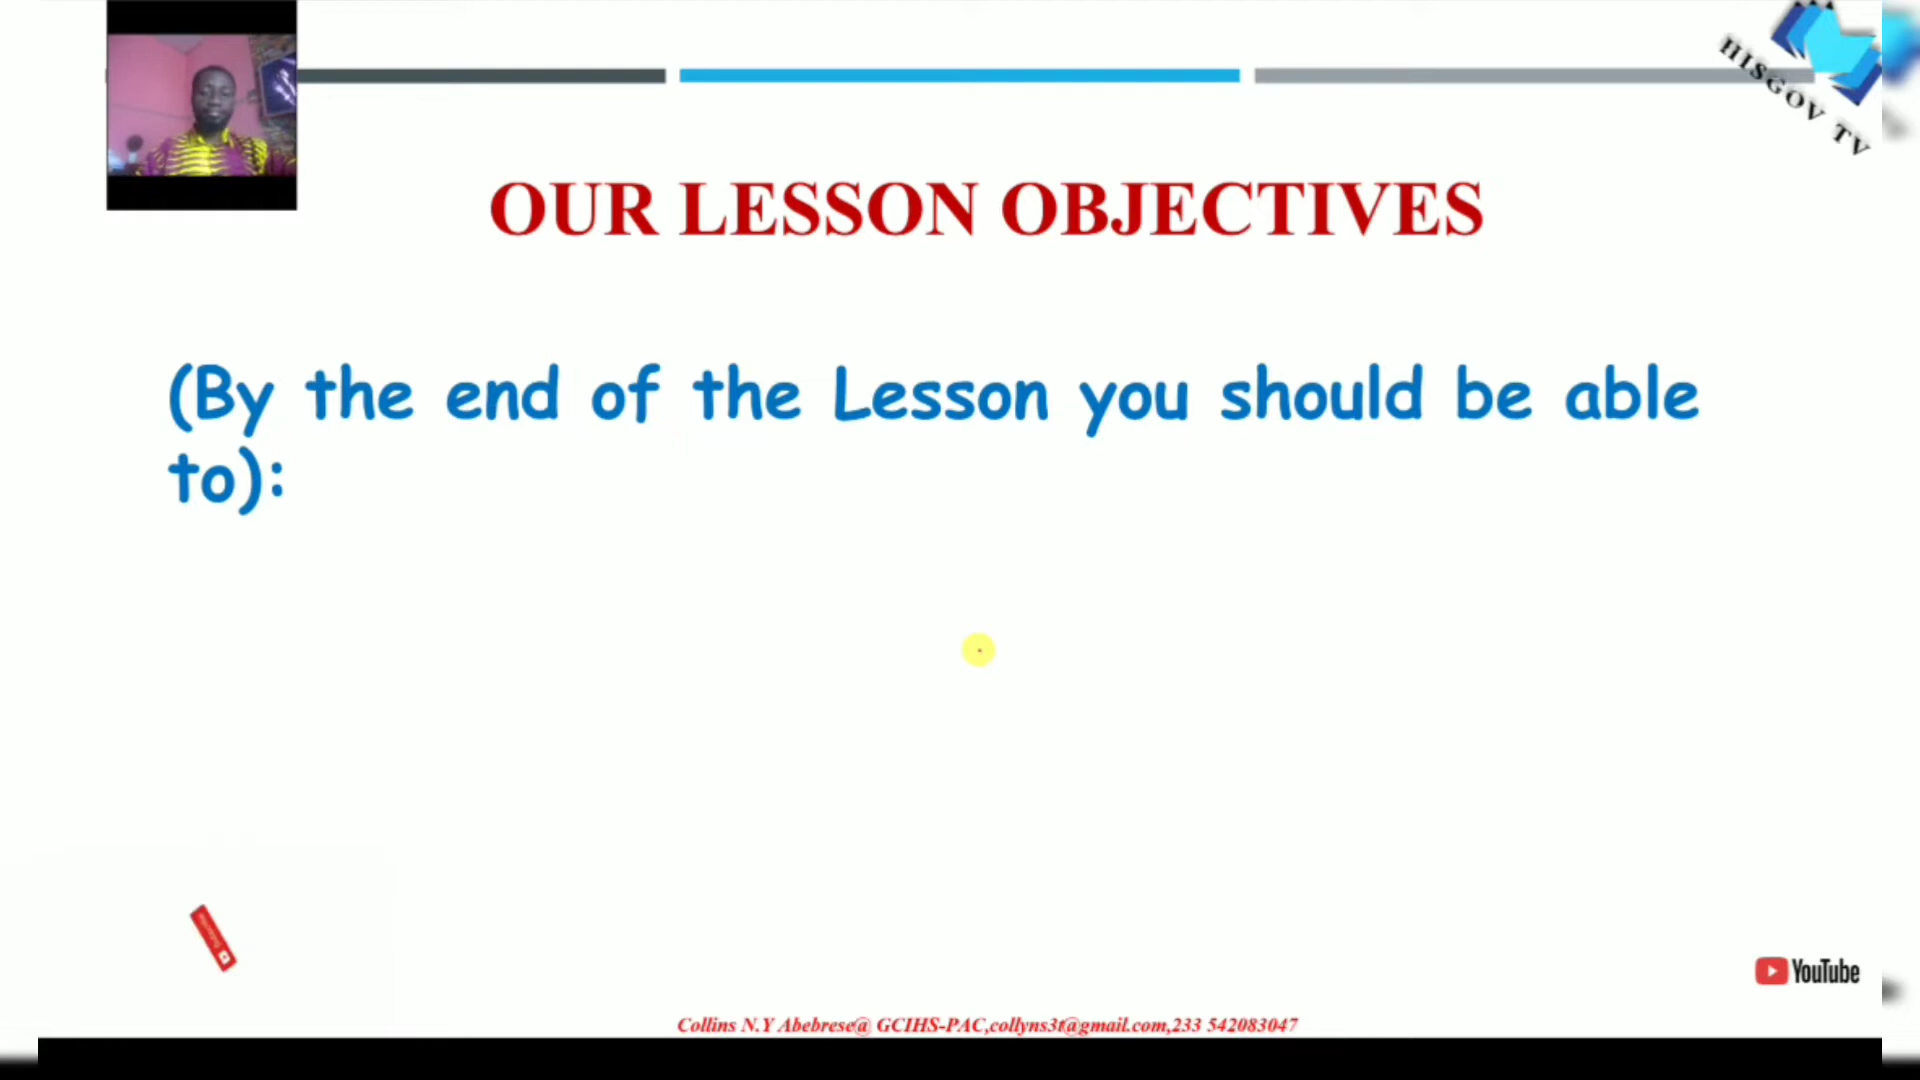 HISGOV TV
OUR LESSON OBJECTIVES
(By the end of the Lesson you should be able
to):
YouTube
Collins N.Y Abebrese@ GCIHS-PAC,collyns3t@gmail.com,233 542083047